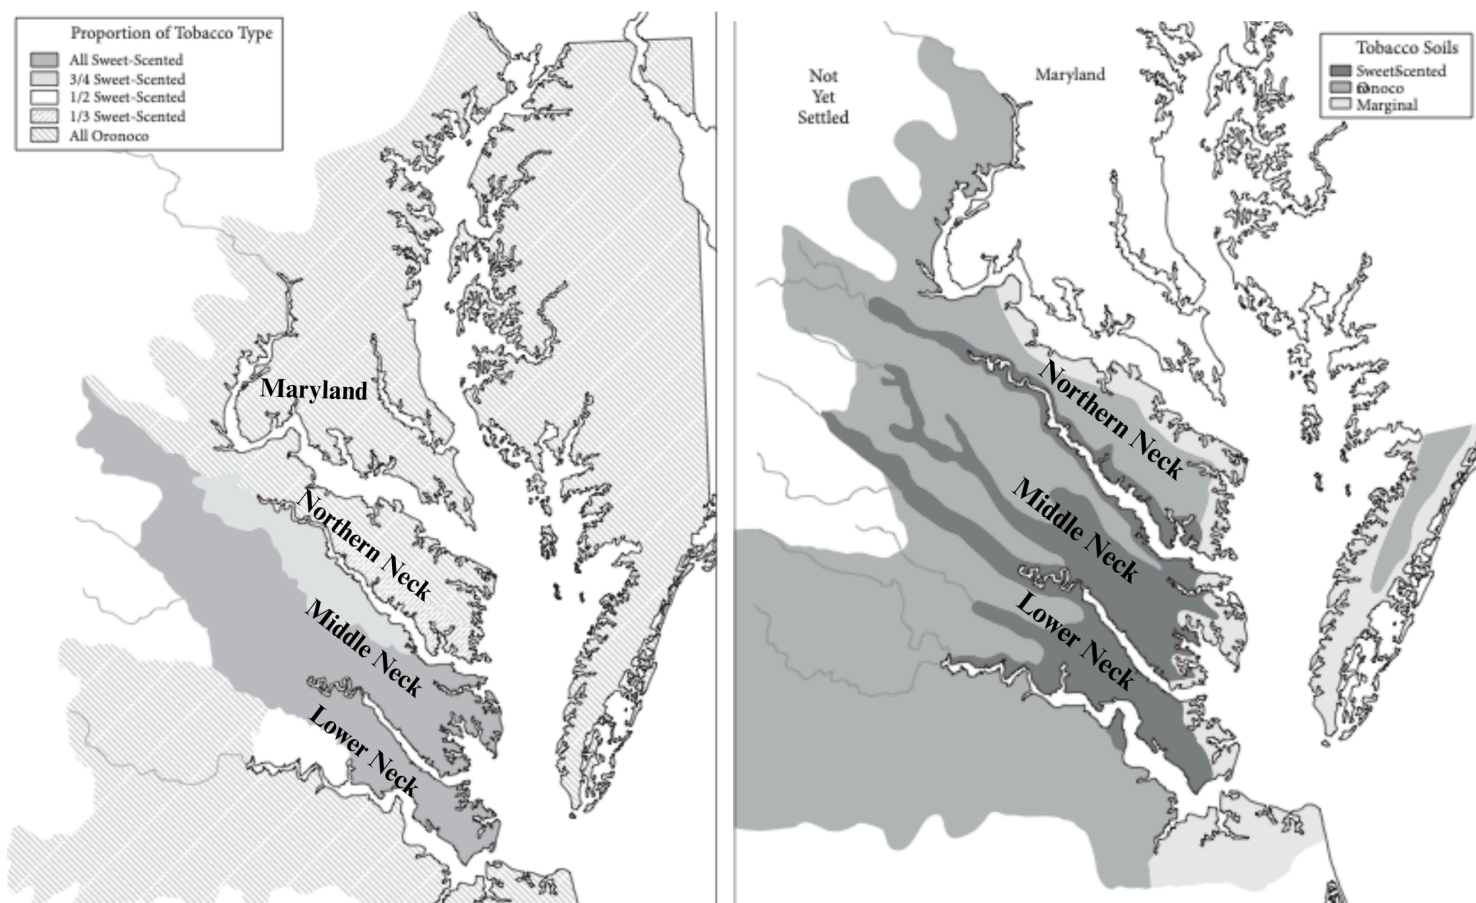 Proportion of Tobacco Type
All Sweet-Scented
3/4 Sweet-Scented
1/2 Sweet-Scented
1/3 Sweet-Scented
All Oronoco
Maryland
Northern Neck
Middle Neck
Lower Neck
Not
Yet
Settled
Maryland
Tobacco Soils
SweetScented
Marginal
Northern Neck
Middle Neck
Lower Neck